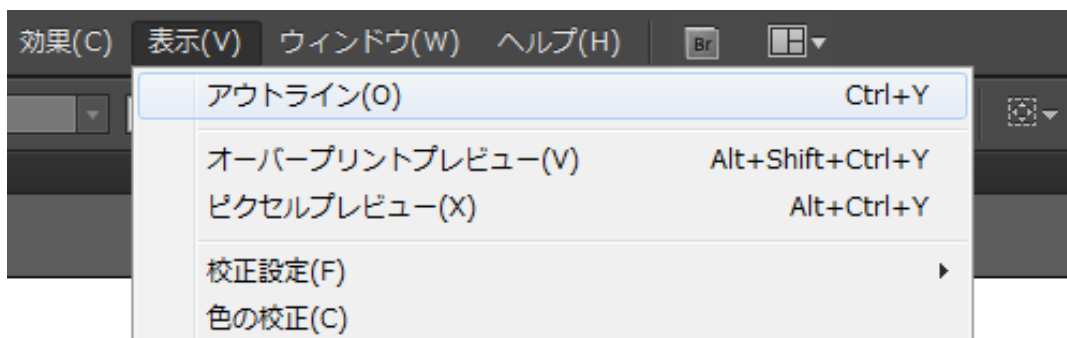 効果(C) 表示(V) ウィンドウ(W) ヘルプ(H) Br
アウトライン(O) Ctrl+Y
オーバープリントプレビュー(V) Alt+Shift+Ctrl+Y
ピクセルプレビュー(X) Alt+Ctrl+Y
校正設定(F)
色の校正(C)